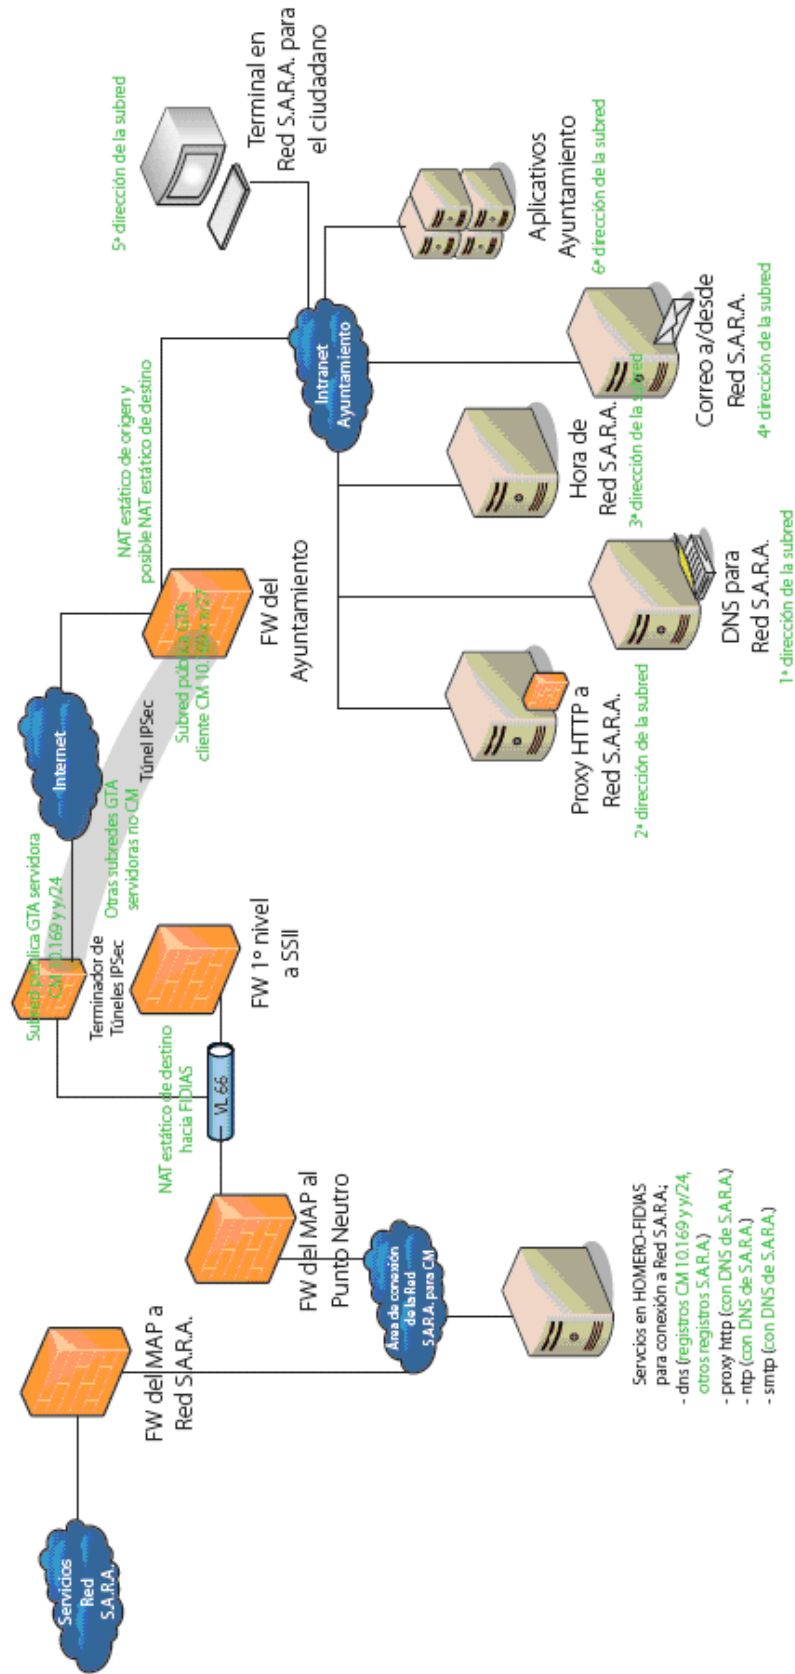 Servicios
Red
S.A.R.A.
FW del MAP a
Red S.A.R.A.
Área de conexión
de la Red
S.A.R.A. para CM
Servcios en HOMERO-FIDIAS
para conexión a Red S.A.R.A.:
- dns (registros CM 10.169 y y/24,
otros registros S.A.R.A.)
- proxy http (con DNS de S.A.R.A.)
- ntp (con DNS de S.A.R.A.)
- smtp (con DNS de S.A.R.A.)
FW del MAP al
Punto Neutro
NAT estático de destino
hacia FIDIAS
VL 66
FW 1º nivel
a SSII
Subred pública GTA servidora
CM 10.169 y y/24
Terminador de
Túneles IPSec
Otras subredes GTA
servidoras no CM
Túnel IPSec
Internet
Subred pública GTA
cliente CM 10.169 x x/27
FW del
Ayuntamiento
NAT estático de origen y
posible NAT estático de destino
Intranet
Ayuntamiento
5ª dirección de la subred
Terminal en
Red S.A.R.A. para
el ciudadano
Aplicativos
Ayuntamiento
6ª dirección de la subred
Proxy HTTP a
Red S.A.R.A.
2ª dirección de la subred
DNS para
Red S.A.R.A.
1ª dirección de la subred
Hora de
Red S.A.R.A.
3ª dirección de la subred
Correo a/desde
Red S.A.R.A.
4ª dirección de la subred